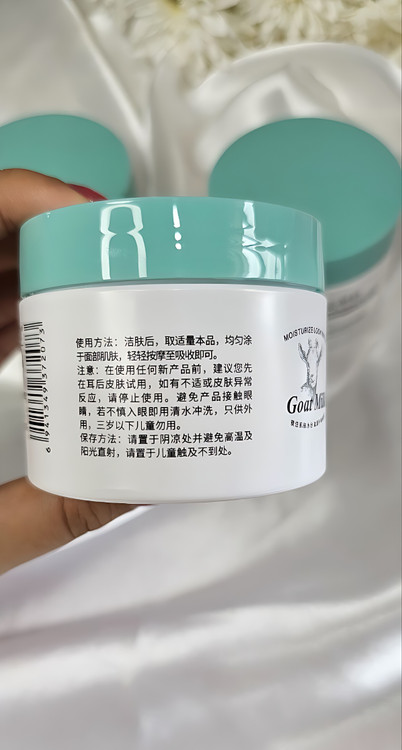 使用方法：洁肤后，取适量本品，均匀涂
于面部肌肤，轻轻按摩至吸收即可。
注意：在使用任何新产品前，建议您先
在耳后皮肤试用，如有不适或皮肤异常
反应，请停止使用。避免产品接触眼
睛，若不慎入眼即用清水冲洗，只供外
用，三岁以下儿童勿用。
保存方法：请置于阴凉处并避免高温及
阳光直射，请置于儿童触及不到处。
MOISTURIZE
Goat